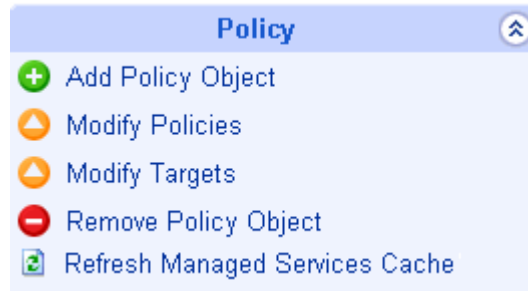 Policy
Add Policy Object
Modify Policies
Modify Targets
Remove Policy Object
Refresh Managed Services Cache